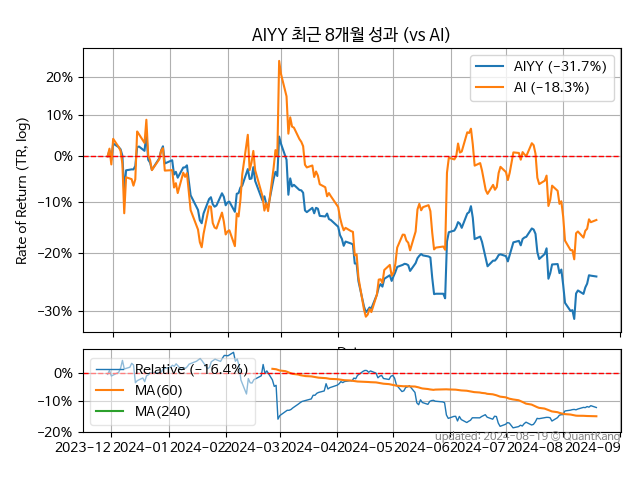 AIYY 최근 8개월 성과 (vs AI)
Rate of Return (TR, log)
20%
10%
0%
−10%
−20%
−30%
AIYY (−31.7%)
AI (−18.3%)
0%
−10%
−20%
Relative (−16.4%)
MA(60)
MA(240)
2023−12 2024−01 2024−02 2024−03 2024−04 2024−05 2024−06 2024−07 2024−08 2024−09
updated: 2024−08−19 © QuantKang